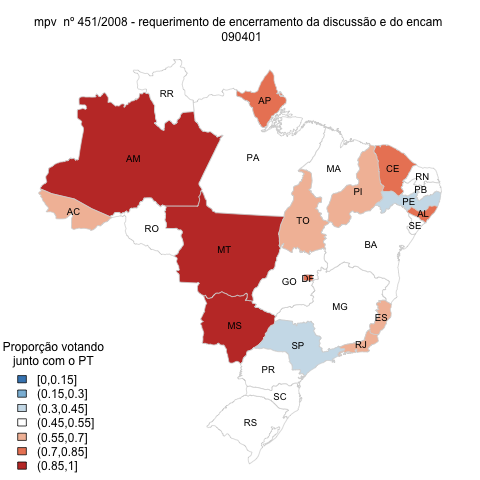 mpv  nº 451/2008 - requerimento de encerramento da discussão e do encam
090401
RR
AP
AM
PA
MA
CE
RN
PB
PI
PE
AL
SE
AC
TO
RO
BA
MT
GO
DF
MG
MS
ES
SP
RJ
PR
SC
RS
Proporção votando
junto com o PT
[0,0.15]
(0.15,0.3]
(0.3,0.45]
(0.45,0.55]
(0.55,0.7]
(0.7,0.85]
(0.85,1]